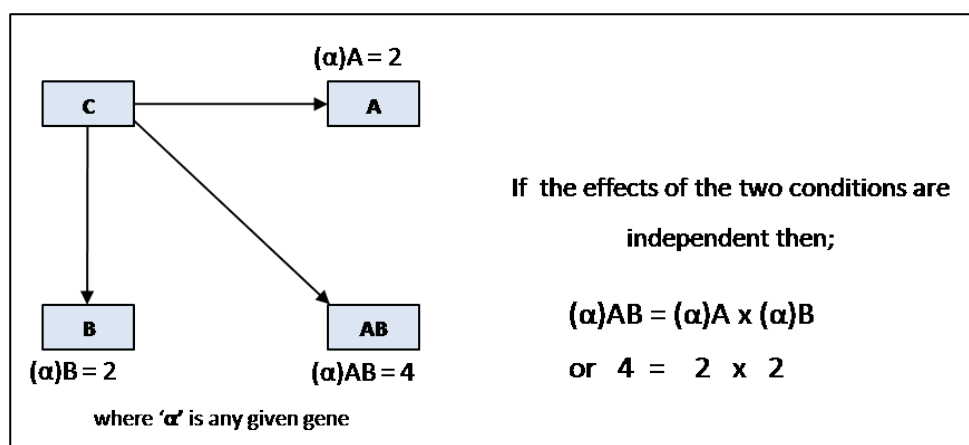 (α)A = 2
C
A
If the effects of the two conditions are
independent then;
(α)AB = (α)A x (α)B
or 4 = 2 x 2
B
AB
(α)B = 2
(α)AB = 4
where ‘α’ is any given gene